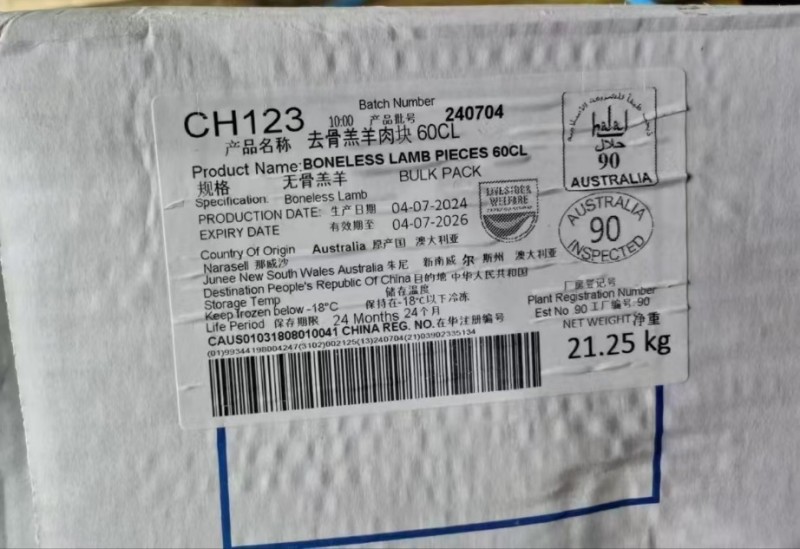 Batch Number
CH123 10:00 产品批号 240704
产品名称 去骨羔羊肉块 60CL
Product Name:BONELESS LAMB PIECES 60CL
规格 无骨羔羊 BULK PACK
Specification: Boneless Lamb
PRODUCTION DATE: 生产日期 04-07-2024
EXPIRY DATE 有效期至 04-07-2026
LIVESTOCK
WELFARE
halal
حلال
90
AUSTRALIA
AUSTRALIA
90
INSPECTED
Country Of Origin Australia 原产国 澳大利亚
Narasell 那威沙
Junee New South Wales Australia 朱尼 新南威尔斯州 澳大利亚
Destination People's Republic Of China 目的地 中华人民共和国
Storage Temp 储存温度
Keep frozen below -18°C 保持在-18℃以下冷冻
Life Period 保存期限 24 Months 24个月
CAUS01031808010041 CHINA REG. NO.在华注册编号
(01)99344198004247(3102)002125(13)240704(21)03902335134
厂房登记号
Plant Registration Number
Est No 90 工厂编号:90
NET WEIGHT 净重
21.25 kg